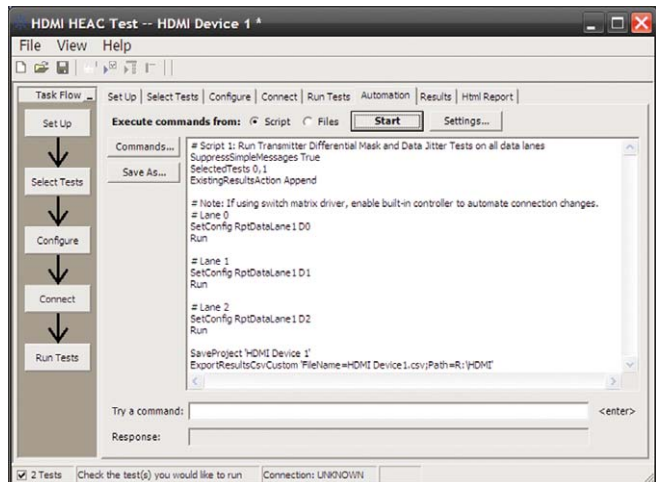 HDMI HEAC Test -- HDMI Device 1 *
File View Help
Task Flow
Set Up
Select Tests
Configure
Connect
Run Tests
Set Up | Select Tests | Configure | Connect | Run Tests | Automation | Results | Html Report |
Execute commands from: Script Files Start Settings...
Commands...
Save As...
# Script 1: Run Transmitter Differential Mask and Data Jitter Tests on all data lanes
SuppressSimpleMessages True
SelectedTests 0,1
ExistingResultsAction Append
# Note: If using switch matrix driver, enable built-in controller to automate connection changes.
# Lane 0
SetConfig RptDataLane1 D0
Run
# Lane 1
SetConfig RptDataLane1 D1
Run
# Lane 2
SetConfig RptDataLane1 D2
Run
SaveProject 'HDMI Device 1'
ExportResultsCsvCustom 'FileName=HDMI Device1.csv;Path=R:\HDMI'
Try a command: <enter>
Response:
2 Tests Check the test(s) you would like to run Connection: UNKNOWN